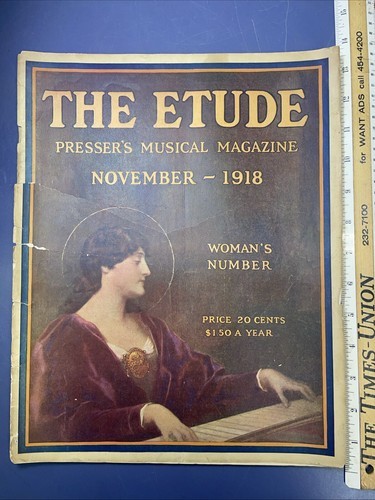 THE ETUDE
PRESSER'S MUSICAL MAGAZINE
NOVEMBER - 1918
WOMAN'S
NUMBER
PRICE 20 CENTS
$1.50 A YEAR
THE TIMES-UNION
232-7100 for WANT ADS call 454-4200